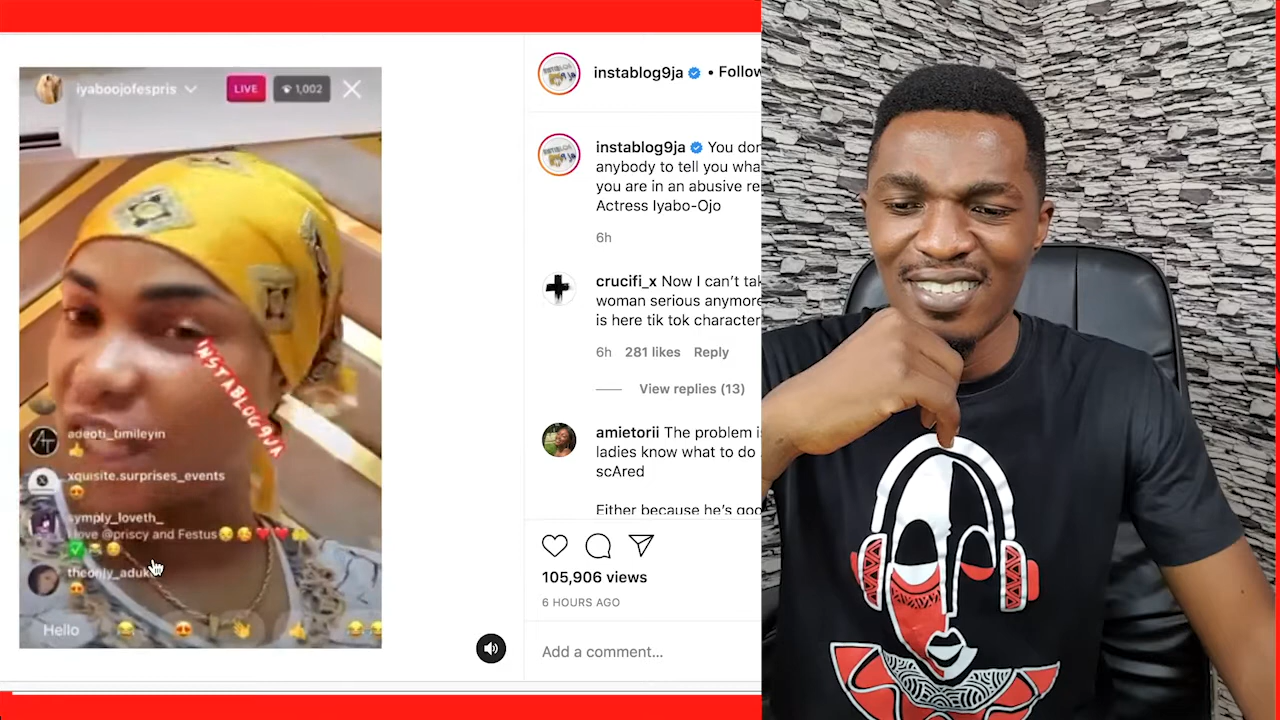 iyaboojofespris
LIVE
1,002
INSTABLOG9JA
adeoti_timileyin
xquisite.surprises_events
symply_loveth_
I love @priscy and Festus😂🥰❤️❤️🙌
theonly_aduke
Hello
instablog9ja • Follow
instablog9ja You don
anybody to tell you wha
you are in an abusive re
Actress Iyabo-Ojo
6h
crucifi_x Now I can't tak
woman serious anymore
is here tik tok character
6h 281 likes Reply
View replies (13)
amietorii The problem is
ladies know what to do
scAred
Either because he's goo
105,906 views
6 HOURS AGO
Add a comment...